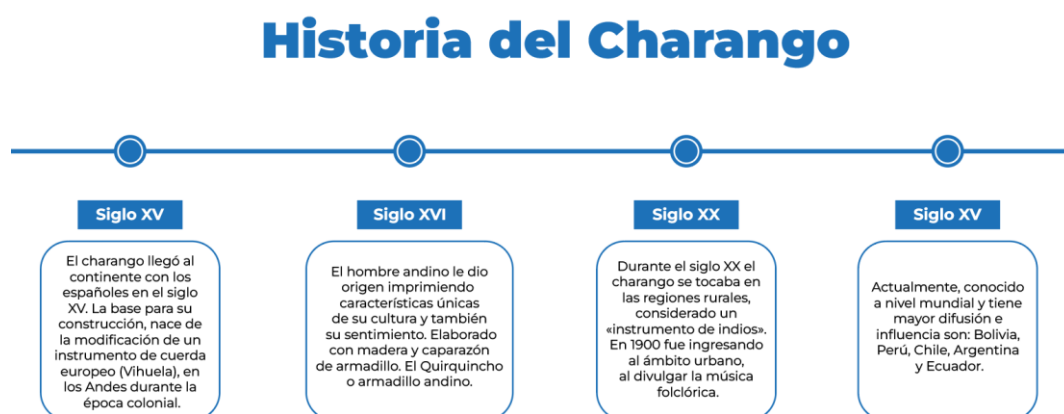 Historia del Charango
Siglo XV
El charango llegó al
continente con los
españoles en el siglo
XV. La base para su
construcción, nace de
la modificación de un
instrumento de cuerda
europeo (Vihuela), en
los Andes durante la
época colonial.
Siglo XVI
El hombre andino le dio
origen imprimiendo
características únicas
de su cultura y también
su sentimiento. Elaborado
con madera y caparazón
de armadillo. El Quirquincho
o armadillo andino.
Siglo XX
Durante el siglo XX el
charango se tocaba en
las regiones rurales,
considerado un
«instrumento de indios».
En 1900 fue ingresando
al ámbito urbano,
al divulgar la música
folclórica.
Siglo XV
Actualmente, conocido
a nivel mundial y tiene
mayor difusión e
influencia son: Bolivia,
Perú, Chile, Argentina
y Ecuador.